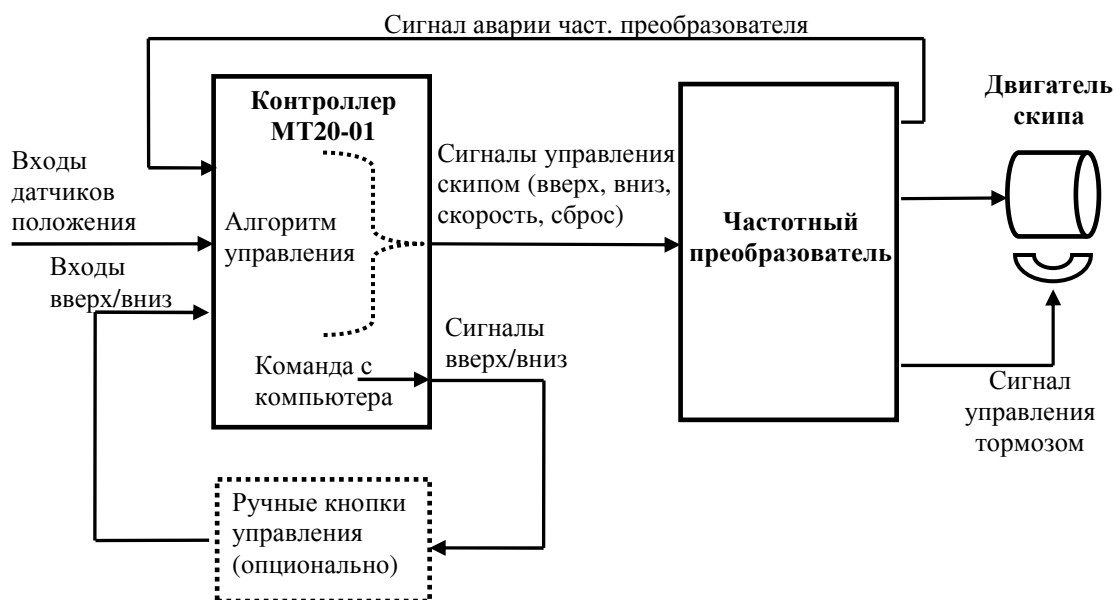 Сигнал аварии част. преобразователя
Контроллер
МТ20-01
Двигатель
скипа
Входы
датчиков
положения
Алгоритм
управления
Сигналы управления
скипом (вверх, вниз,
скорость, сброс)
Частотный
преобразователь
Входы
вверх/вниз
Команда с
компьютера
Сигналы
вверх/вниз
Сигнал
управления
тормозом
Ручные кнопки
управления
(опционально)